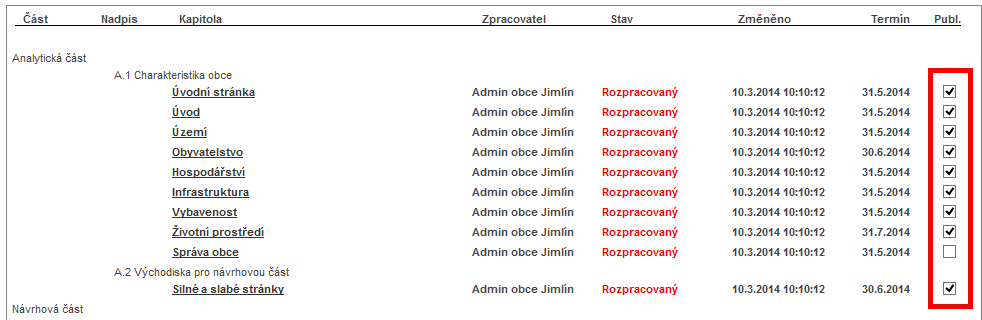 Část Nadpis Kapitola Zpracovatel Stav Změněno Termín Publ.
Analytická část
A.1 Charakteristika obce
Úvodní stránka Admin obce Jimlín Rozpracovaný 10.3.2014 10:10:12 31.5.2014
Úvod Admin obce Jimlín Rozpracovaný 10.3.2014 10:10:12 31.5.2014
Území Admin obce Jimlín Rozpracovaný 10.3.2014 10:10:12 31.5.2014
Obyvatelstvo Admin obce Jimlín Rozpracovaný 10.3.2014 10:10:12 30.6.2014
Hospodářství Admin obce Jimlín Rozpracovaný 10.3.2014 10:10:12 31.5.2014
Infrastruktura Admin obce Jimlín Rozpracovaný 10.3.2014 10:10:12 31.5.2014
Vybavenost Admin obce Jimlín Rozpracovaný 10.3.2014 10:10:12 31.5.2014
Životní prostředí Admin obce Jimlín Rozpracovaný 10.3.2014 10:10:12 31.7.2014
Správa obce Admin obce Jimlín Rozpracovaný 10.3.2014 10:10:12 31.5.2014
A.2 Východiska pro návrhovou část
Silné a slabé stránky Admin obce Jimlín Rozpracovaný 10.3.2014 10:10:12 30.6.2014
Návrhová část